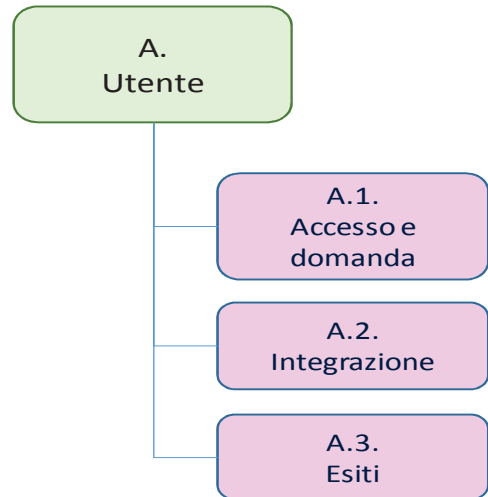 A.
Utente
A.1.
Accesso e
domanda
A.2.
Integrazione
A.3.
Esiti